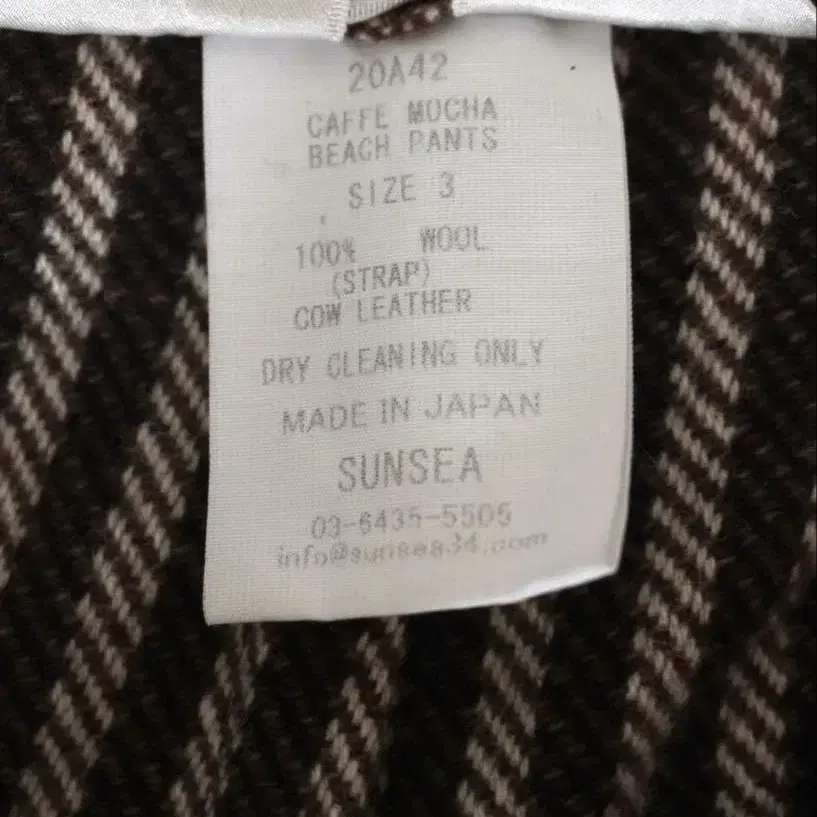 20A42
CAFFE MOCHA
BEACH PANTS
SIZE 3
100% WOOL
(STRAP)
COW LEATHER
DRY CLEANING ONLY
MADE IN JAPAN
SUNSEA
03-6435-5505
info@sunsea34.com